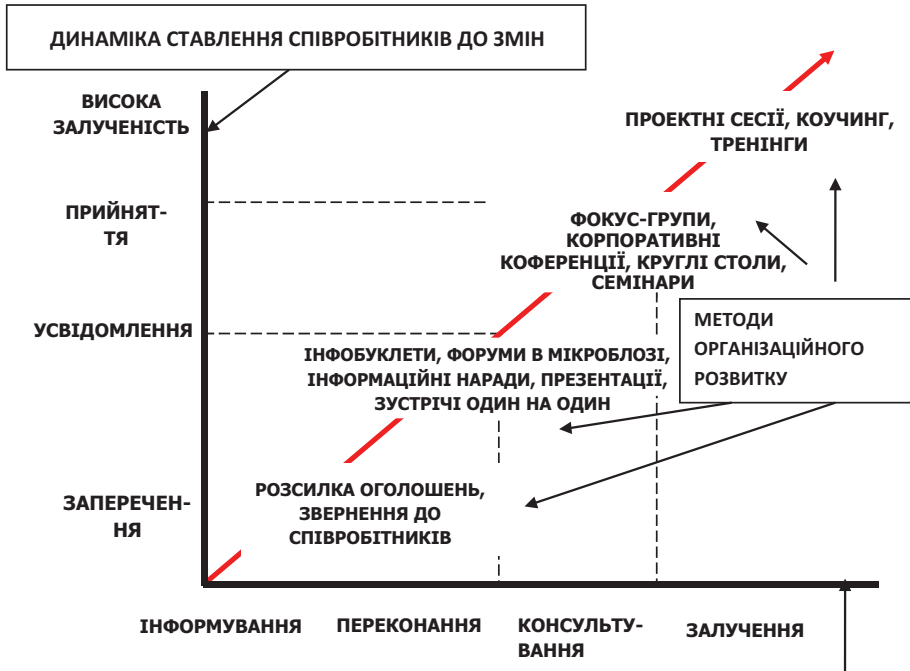 ДИНАМІКА СТАВЛЕННЯ СПІВРОБІТНИКІВ ДО ЗМІН
ВИСОКА
ЗАЛУЧЕНІСТЬ
ПРОЕКТНІ СЕСІЇ, КОУЧИНГ,
ТРЕНІНГИ
ПРИЙНЯТ-
ТЯ
ФОКУС-ГРУПИ,
КОРПОРАТИВНІ
КОФЕРЕНЦІЇ, КРУГЛІ СТОЛИ,
СЕМІНАРИ
УСВІДОМЛЕННЯ
МЕТОДИ
ОРГАНІЗАЦІЙНОГО
РОЗВИТКУ
ІНФОБУКЛЕТИ, ФОРУМИ В МІКРОБЛОЗІ,
ІНФОРМАЦІЙНІ НАРАДИ, ПРЕЗЕНТАЦІЇ,
ЗУСТРІЧІ ОДИН НА ОДИН
ЗАПЕРЕЧЕН-
НЯ
РОЗСИЛКА ОГОЛОШЕНЬ,
ЗВЕРНЕННЯ ДО
СПІВРОБІТНИКІВ
ІНФОРМУВАННЯ
ПЕРЕКОНАННЯ
КОНСУЛЬТУ-
ВАННЯ
ЗАЛУЧЕННЯ